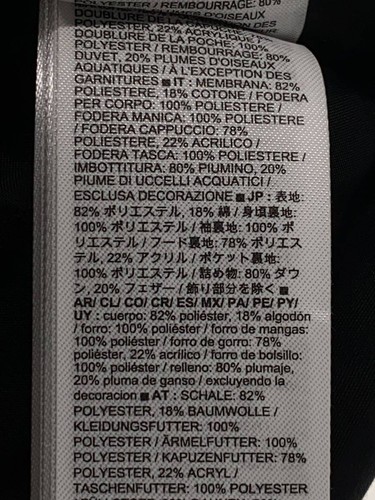 POLYESTER / REMBOURRAGE: 80%
POLYESTER, 22% ACRYLIQUE /
DOUBLURE DE LA POCHE: 100%
POLYESTER / REMBOURRAGE: 80%
DUVET, 20% PLUMES D'OISEAUX
AQUATIQUES / À L'EXCEPTION DES
GARNITURES ■ IT : MEMBRANA: 82%
POLIESTERE, 18% COTONE / FODERA
PER CORPO: 100% POLIESTERE /
FODERA MANICA: 100% POLIESTERE
/ FODERA CAPPUCCIO: 78%
POLIESTERE, 22% ACRILICO /
FODERA TASCA: 100% POLIESTERE /
IMBOTTITURA: 80% PIUMINO, 20%
PIUME DI UCCELLI ACQUATICI /
ESCLUSA DECORAZIONE ■ JP : 表地:
82% ポリエステル, 18% 綿 / 身頃裏地:
100% ポリエステル / 袖裏地: 100% ポ
リエステル / フード裏地: 78% ポリエス
テル, 22% アクリル / ポケット裏地:
100% ポリエステル / 詰め物: 80% ダウ
ン, 20% フェザー / 飾り部分を除く ■
AR/ CL/ CO/ CR/ ES/ MX/ PA/ PE/ PY/
UY : cuerpo: 82% poliéster, 18% algodón
/ forro: 100% poliéster / forro de mangas:
100% poliéster / forro de gorro: 78%
poliéster, 22% acrílico / forro de bolsillo:
100% poliéster / relleno: 80% plumaje,
20% pluma de ganso / excluyendo la
decoracion ■ AT : SCHALE: 82%
POLYESTER, 18% BAUMWOLLE /
KLEIDUNGSFUTTER: 100%
POLYESTER / ÄRMELFUTTER: 100%
POLYESTER / KAPUZENFUTTER: 78%
POLYESTER, 22% ACRYL /
TASCHENFUTTER: 100% POLYESTER